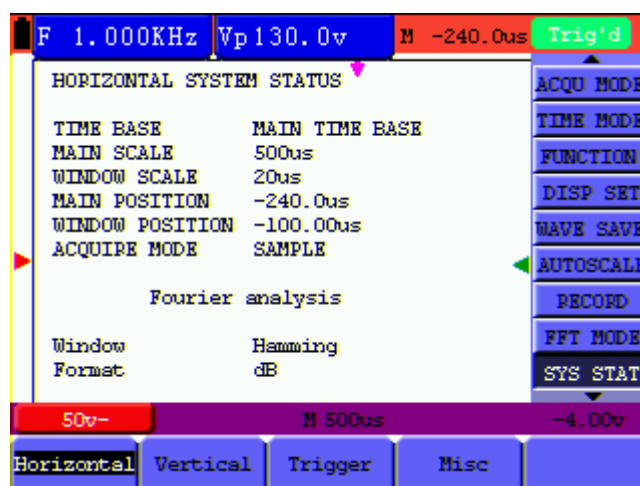 F 1.000KHz Vp130.0v M -240.0us Trig'd
HORIZONTAL SYSTEM STATUS
TIME BASE MAIN TIME BASE
MAIN SCALE 500us
WINDOW SCALE 20us
MAIN POSITION -240.0us
WINDOW POSITION -100.00us
ACQUIRE MODE SAMPLE
Fourier analysis
Window Hamming
Format dB
ACQU MODE
TIME MODE
FUNCTION
DISP SET
WAVE SAVE
AUTOSCALE
RECORD
FFT MODE
SYS STAT
50v- M 500us -4.00v
Horizontal Vertical Trigger Misc